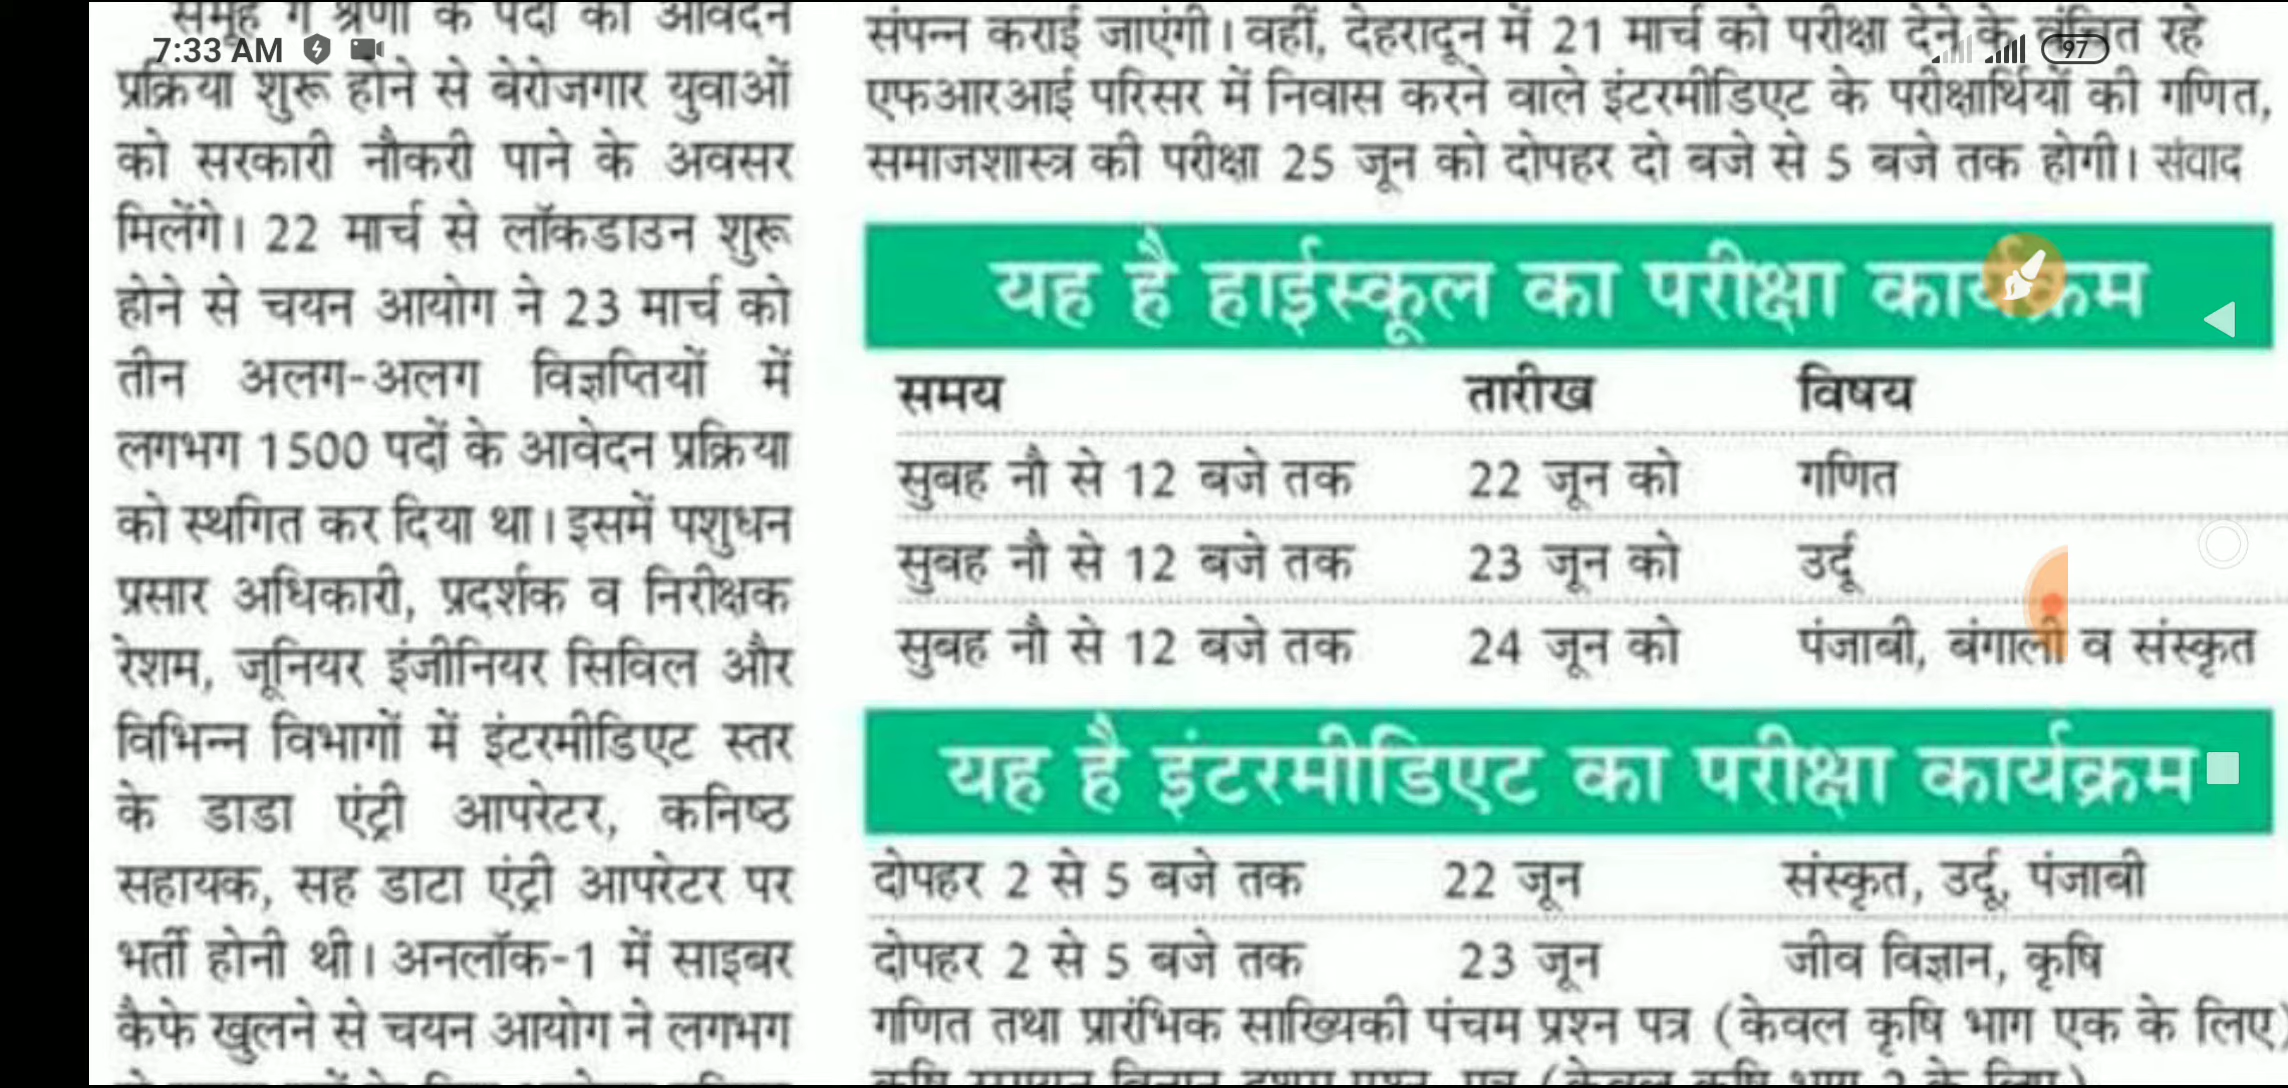 7:33 AM
97
समूह ग श्रेणी के पदों की आवेदन
प्रक्रिया शुरू होने से बेरोजगार युवाओं
को सरकारी नौकरी पाने के अवसर
मिलेंगे। 22 मार्च से लॉकडाउन शुरू
होने से चयन आयोग ने 23 मार्च को
तीन अलग-अलग विज्ञप्तियों में
लगभग 1500 पदों के आवेदन प्रक्रिया
को स्थगित कर दिया था। इसमें पशुधन
प्रसार अधिकारी, प्रदर्शक व निरीक्षक
रेशम, जूनियर इंजीनियर सिविल और
विभिन्न विभागों में इंटरमीडिएट स्तर
के डाडा एंट्री आपरेटर, कनिष्ठ
सहायक, सह डाटा एंट्री आपरेटर पर
भर्ती होनी थी। अनलॉक-1 में साइबर
कैफे खुलने से चयन आयोग ने लगभग
संपन्न कराई जाएंगी। वहीं, देहरादून में 21 मार्च को परीक्षा देने के वंचित रहे
एफआरआई परिसर में निवास करने वाले इंटरमीडिएट के परीक्षार्थियों की गणित,
समाजशास्त्र की परीक्षा 25 जून को दोपहर दो बजे से 5 बजे तक होगी। संवाद
यह है हाईस्कूल का परीक्षा कार्यक्रम
समय तारीख विषय
सुबह नौ से 12 बजे तक 22 जून को गणित
सुबह नौ से 12 बजे तक 23 जून को उर्दू
सुबह नौ से 12 बजे तक 24 जून को पंजाबी, बंगाली व संस्कृत
यह है इंटरमीडिएट का परीक्षा कार्यक्रम
दोपहर 2 से 5 बजे तक 22 जून संस्कृत, उर्दू, पंजाबी
दोपहर 2 से 5 बजे तक 23 जून जीव विज्ञान, कृषि
गणित तथा प्रारंभिक साख्यिकी पंचम प्रश्न पत्र (केवल कृषि भाग एक के लिए)